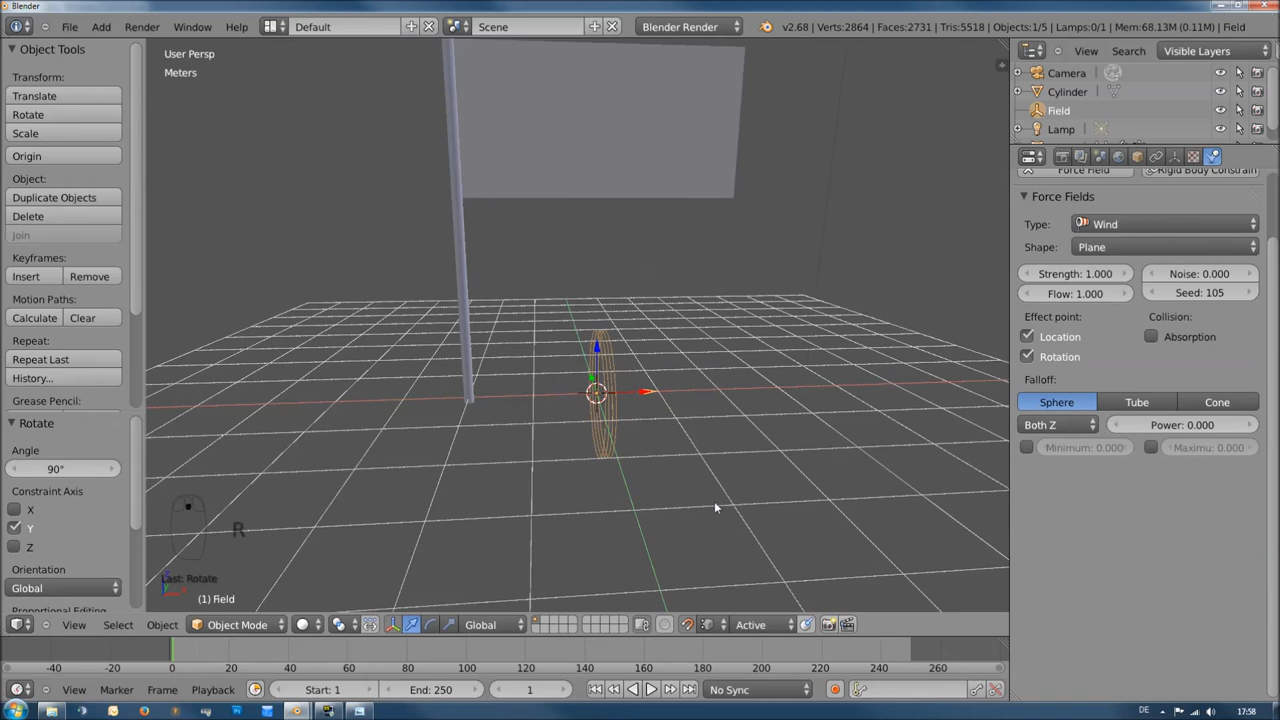 Blender
File Add Render Window Help Default Scene Blender Render v2.68 | Verts:2864 | Faces:2731 | Tris:5518 | Objects:1/5 | Lamps:0/1 | Mem:68.13M (0.11M) | Field
Object Tools
Transform:
Translate
Rotate
Scale
Origin
Object:
Duplicate Objects
Delete
Join
Keyframes:
Insert Remove
Motion Paths:
Calculate Clear
Repeat:
Repeat Last
History...
Grease Pencil:
Rotate
Angle
90°
Constraint Axis
X
Y
Z
Orientation
Global
Proportional Editing
User Persp
Meters
R
Last: Rotate
(1) Field
View Search Visible Layers
Camera
Cylinder
Field
Lamp
Force Field Rigid Body Constrain
Force Fields
Type: Wind
Shape: Plane
Strength: 1.000 Noise: 0.000
Flow: 1.000 Seed: 105
Effect point: Collision:
Location Absorption
Rotation
Falloff:
Sphere Tube Cone
Both Z Power: 0.000
Minimum: 0.000 Maximu: 0.000
View Select Object Object Mode Global Active
-40 -20 0 20 40 60 80 100 120 140 160 180 200 220 240 260
View Marker Frame Playback Start: 1 End: 250 1 No Sync
DE 17:58